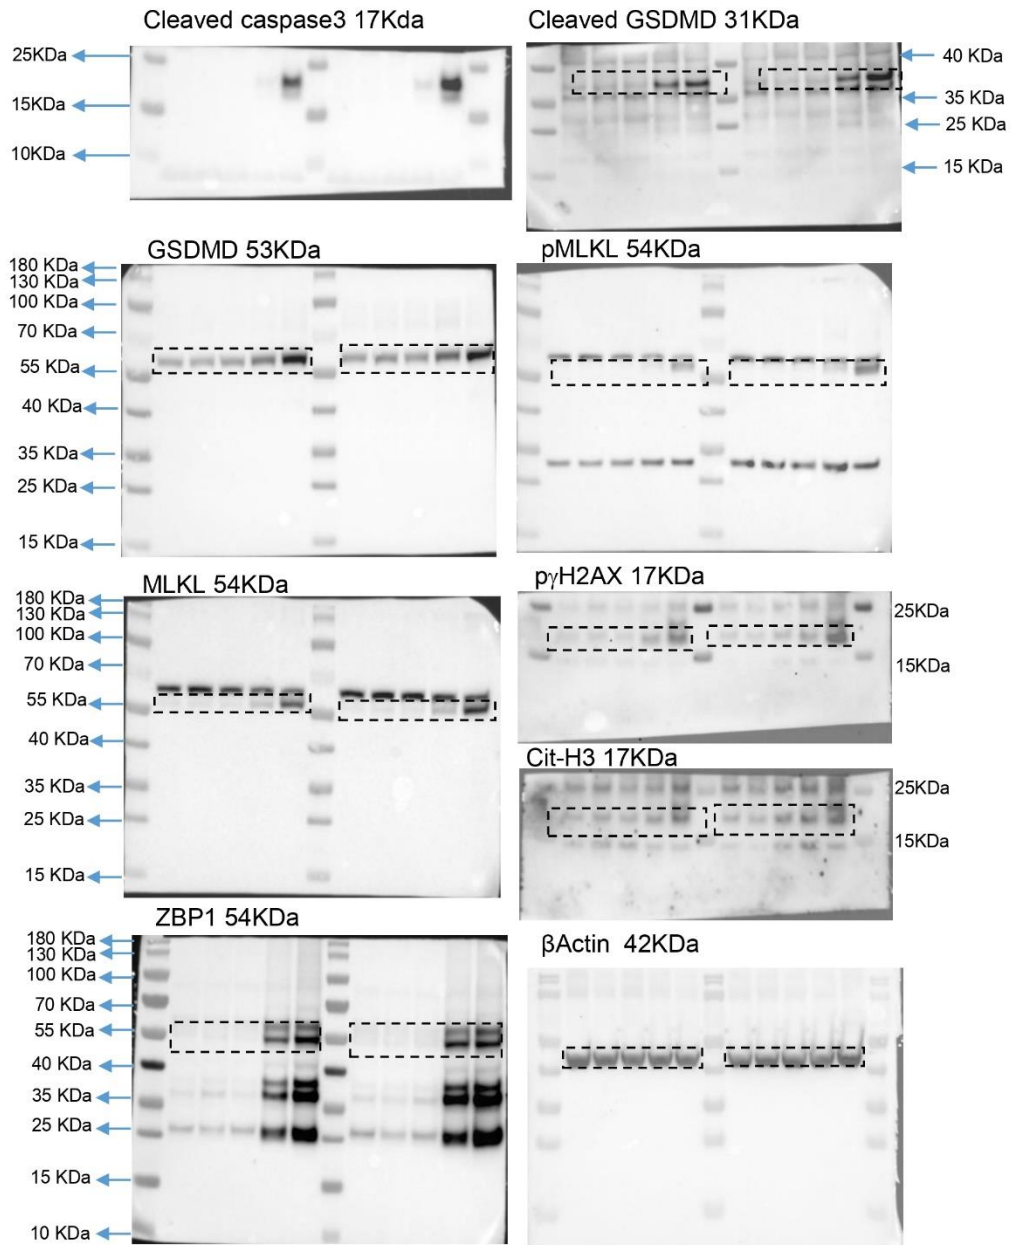 Cleaved caspase3 17Kda
25KDa
15KDa
10KDa
Cleaved GSDMD 31KDa
40 KDa
35 KDa
25 KDa
15 KDa
GSDMD 53KDa
180 KDa
130 KDa
100 KDa
70 KDa
55 KDa
40 KDa
35 KDa
25 KDa
15 KDa
pMLKL 54KDa
MLKL 54KDa
180 KDa
130 KDa
100 KDa
70 KDa
55 KDa
40 KDa
35 KDa
25 KDa
15 KDa
pγH2AX 17KDa
25KDa
15KDa
Cit-H3 17KDa
25KDa
15KDa
ZBP1 54KDa
180 KDa
130 KDa
100 KDa
70 KDa
55 KDa
40 KDa
35 KDa
25 KDa
15 KDa
10 KDa
βActin 42KDa